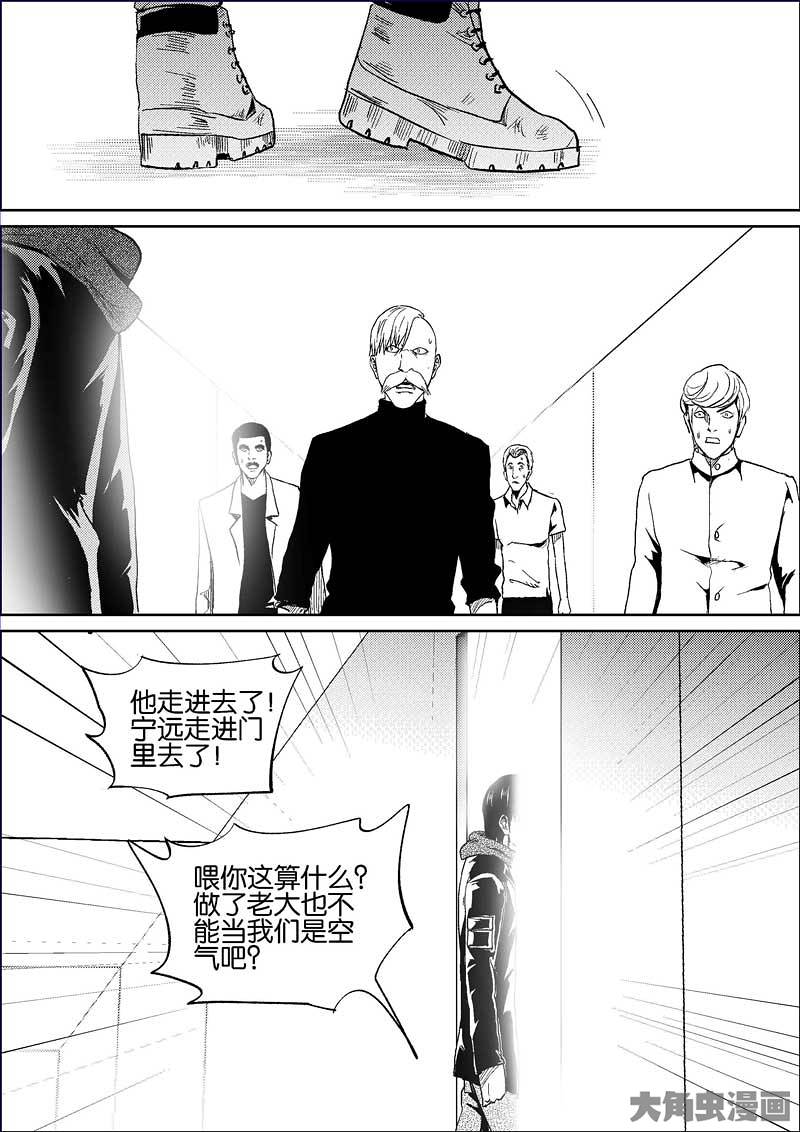 他走进去了！
宁远走进门
里去了！
喂你这算什么？
做了老大也不
能当我们是空
气吧？
大角虫漫画